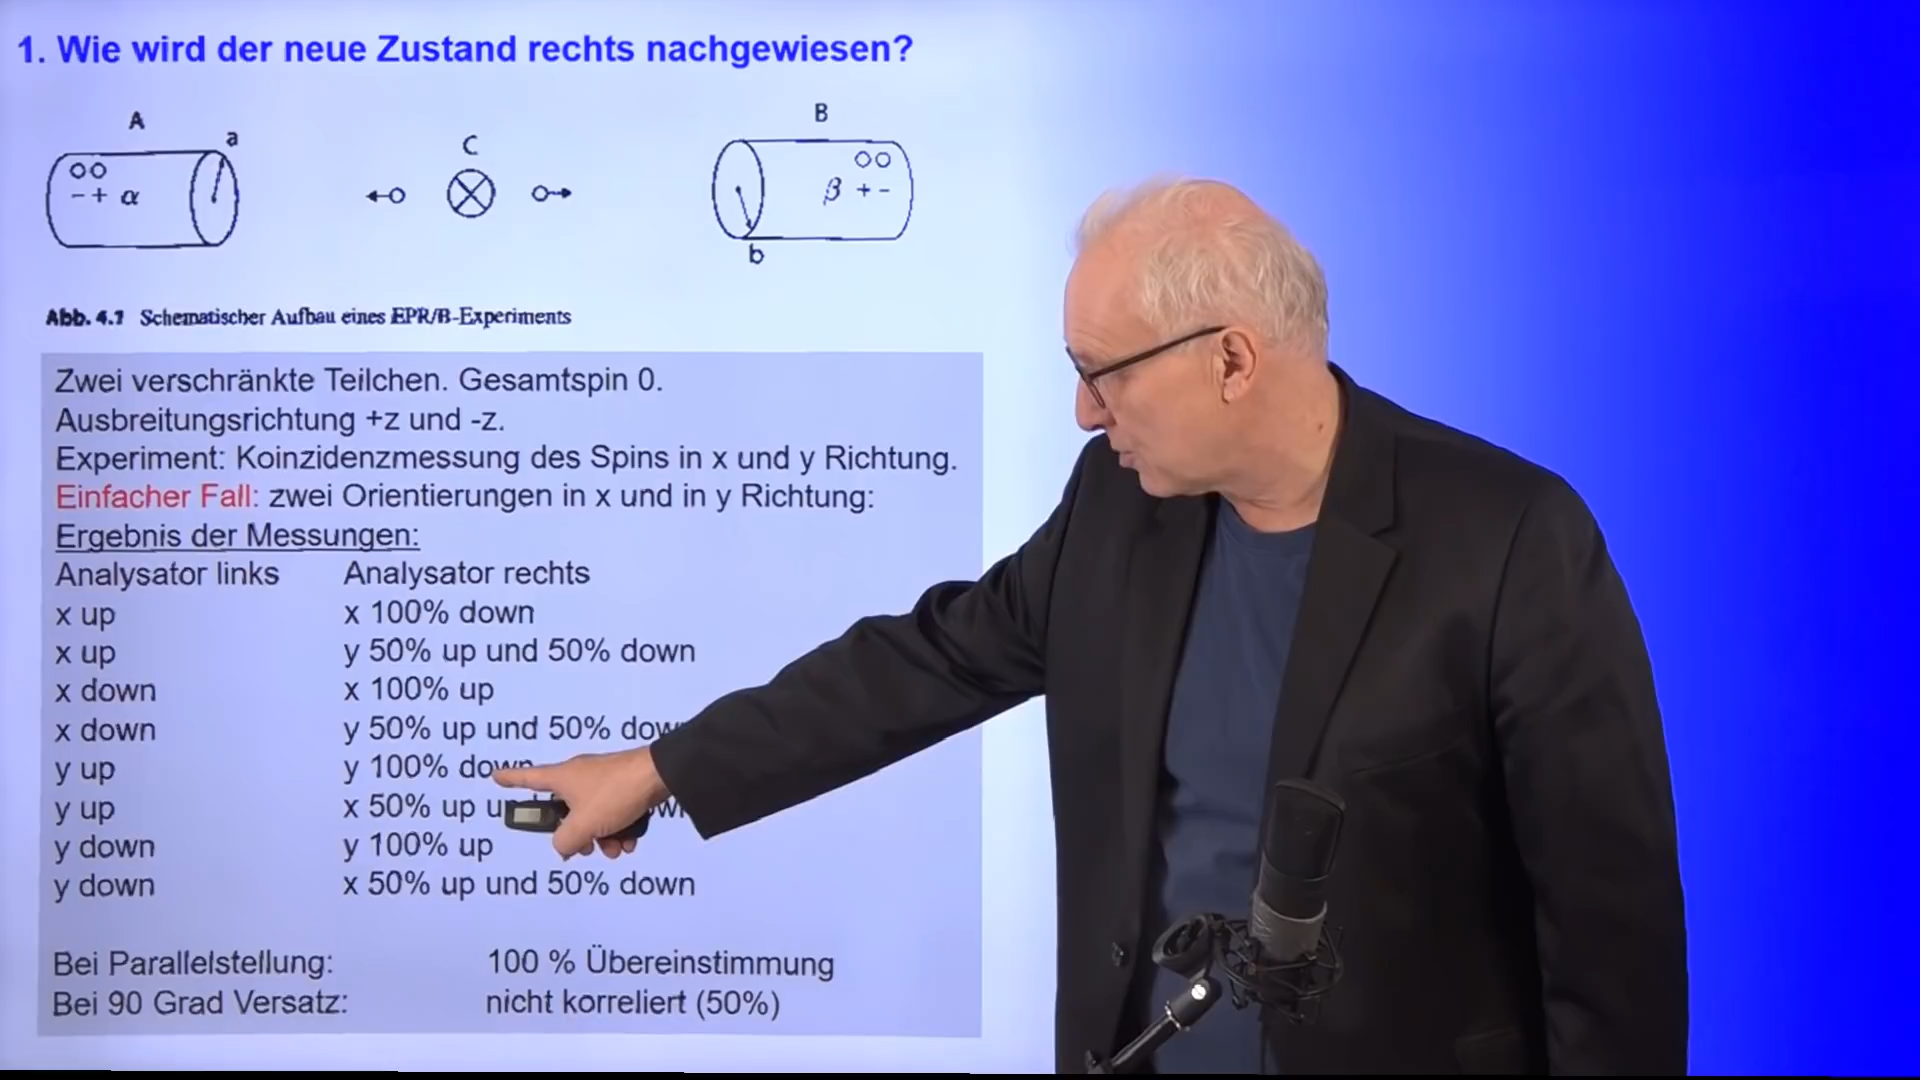 1. Wie wird der neue Zustand rechts nachgewiesen?
A
a
B
C
- + α
β + -
b
Abb. 4.1 Schematischer Aufbau eines EPR/B-Experiments
Zwei verschränkte Teilchen. Gesamtspin 0.
Ausbreitungsrichtung +z und -z.
Experiment: Koinzidenzmessung des Spins in x und y Richtung.
Einfacher Fall: zwei Orientierungen in x und in y Richtung:
Ergebnis der Messungen:
Analysator links Analysator rechts
x up x 100% down
x up y 50% up und 50% down
x down x 100% up
x down y 50% up und 50%
y up y 100% down
y up x 50% up
y down y 100% up
y down x 50% up und 50% down
Bei Parallelstellung: 100 % Übereinstimmung
Bei 90 Grad Versatz: nicht korreliert (50%)